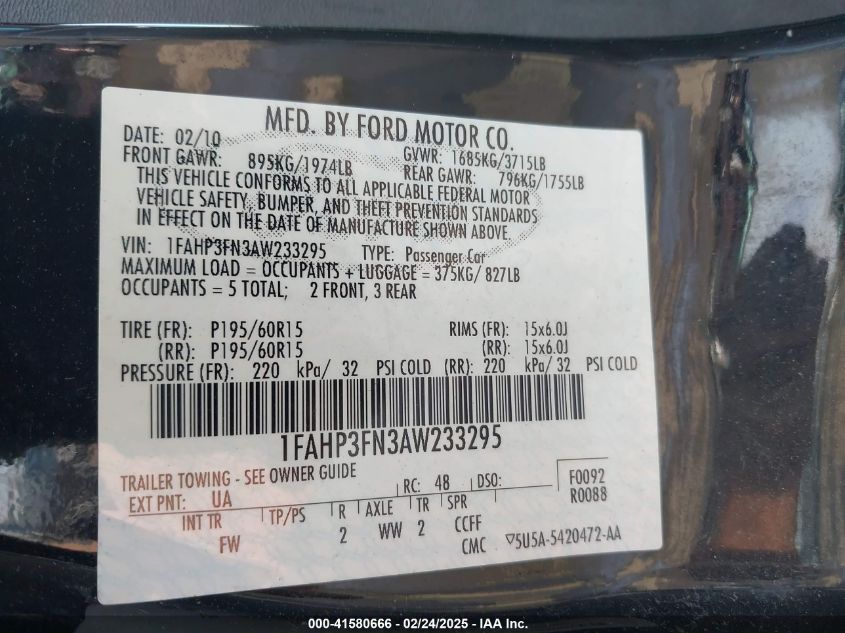 MFD. BY FORD MOTOR CO.
DATE: 02/10 GVWR: 1685KG/3715LB
FRONT GAWR: 895KG/1974LB REAR GAWR: 796KG/1755LB
THIS VEHICLE CONFORMS TO ALL APPLICABLE FEDERAL MOTOR
VEHICLE SAFETY, BUMPER, AND THEFT PREVENTION STANDARDS
IN EFFECT ON THE DATE OF MANUFACTURE SHOWN ABOVE.
VIN: 1FAHP3FN3AW233295 TYPE: Passenger Car
MAXIMUM LOAD = OCCUPANTS + LUGGAGE = 375KG/ 827LB
OCCUPANTS = 5 TOTAL; 2 FRONT, 3 REAR
TIRE (FR): P195/60R15 RIMS (FR): 15x6.0J
(RR): P195/60R15 (RR): 15x6.0J
PRESSURE (FR): 220 kPa/ 32 PSI COLD (RR): 220 kPa/ 32 PSI COLD
1FAHP3FN3AW233295
TRAILER TOWING - SEE OWNER GUIDE
EXT PNT: UA RC: 48 DSO: F0092
R0088
INT TR TP/PS R AXLE TR SPR
FW 2 WW 2 CCFF
CMC ▽5U5A-5420472-AA
000-41580666 - 02/24/2025 - IAA Inc.